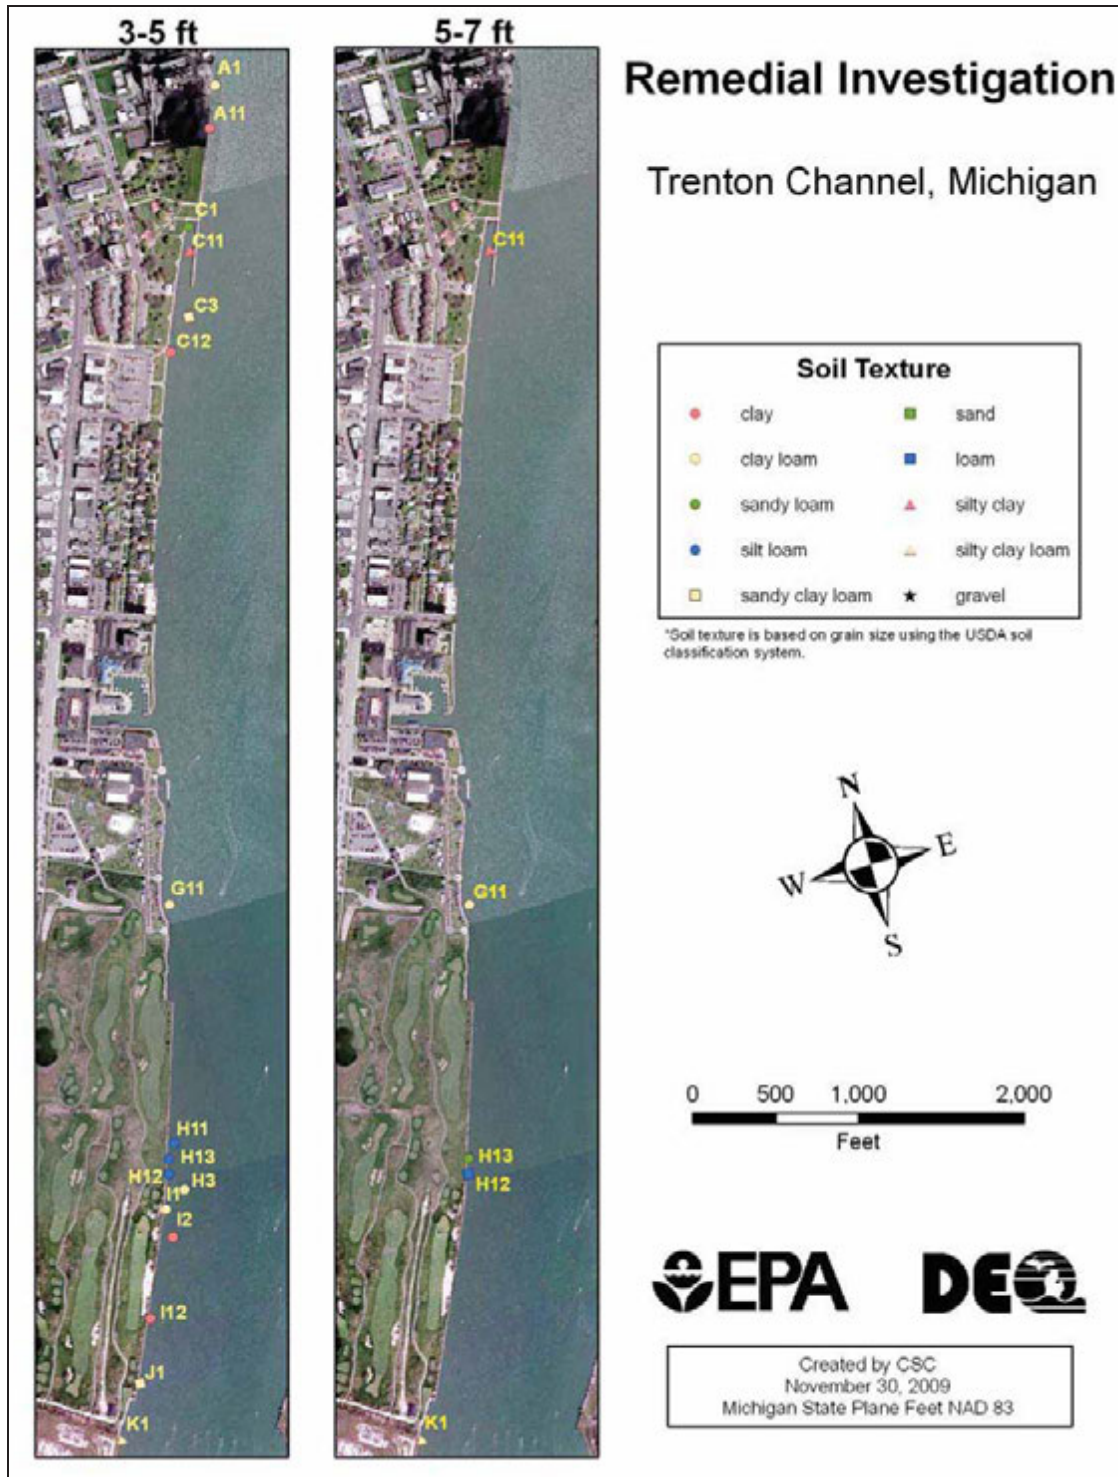 3-5 ft
A1
A11
C1
C11
C3
C12
G11
H11
H13
H12
H3
I1
I2
I12
J1
K1
5-7 ft
C11
G11
H13
H12
K1
Remedial Investigation
Trenton Channel, Michigan
Soil Texture
clay
sand
clay loam
loam
sandy loam
silty clay
silt loam
silty clay loam
sandy clay loam
gravel
*Soil texture is based on grain size using the USDA soil
classification system.
N
E
W
S
0 500 1,000 2,000
Feet
EPA
DEQ
Created by CSC
November 30, 2009
Michigan State Plane Feet NAD 83